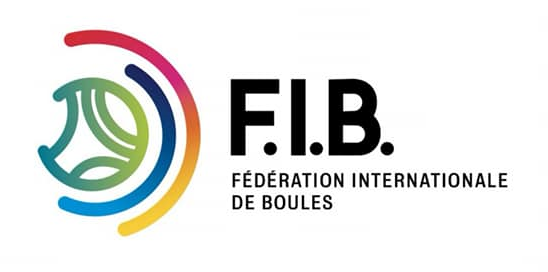 F.I.B.
FÉDÉRATION INTERNATIONALE
DE BOULES